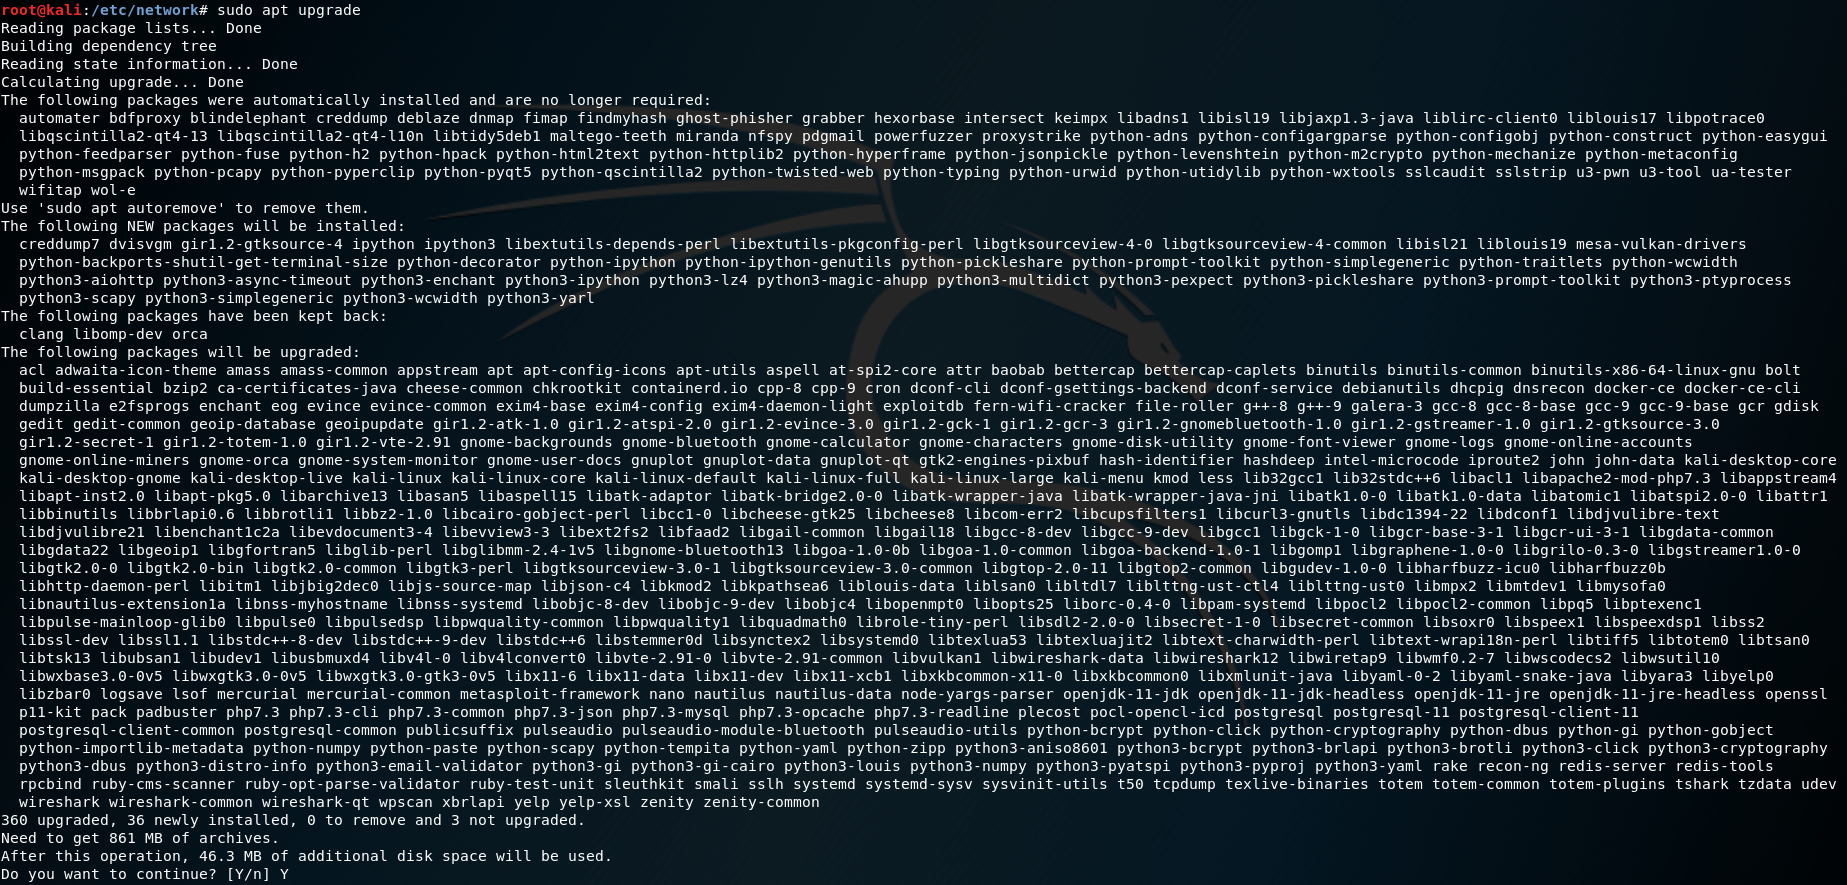 root@kali:/etc/network# sudo apt upgrade
Reading package lists... Done
Building dependency tree
Reading state information... Done
Calculating upgrade... Done
The following packages were automatically installed and are no longer required:
  automater bdfproxy blindelephant creddump deblaze dnmap fimap findmyhash ghost-phisher grabber hexorbase intersect keimpx libadns1 libisl19 libjaxp1.3-java liblirc-client0 liblouis17 libpotrace0
  libqscintilla2-qt4-13 libqscintilla2-qt4-l10n libtidy5deb1 maltego-teeth miranda nfspy pdgmail powerfuzzer proxystrike python-adns python-configargparse python-configobj python-construct python-easygui
  python-feedparser python-fuse python-h2 python-hpack python-html2text python-httplib2 python-hyperframe python-jsonpickle python-levenshtein python-m2crypto python-mechanize python-metaconfig
  python-msgpack python-pcapy python-pyperclip python-pyqt5 python-qscintilla2 python-twisted-web python-typing python-urwid python-utidylib python-wxtools sslcaudit sslstrip u3-pwn u3-tool ua-tester
  wifitap wol-e
Use 'sudo apt autoremove' to remove them.
The following NEW packages will be installed:
  creddump7 dvisvgm gir1.2-gtksource-4 ipython ipython3 libextutils-depends-perl libextutils-pkgconfig-perl libgtksourceview-4-0 libgtksourceview-4-common libisl21 liblouis19 mesa-vulkan-drivers
  python-backports-shutil-get-terminal-size python-decorator python-ipython python-ipython-genutils python-pickleshare python-prompt-toolkit python-simplegeneric python-traitlets python-wcwidth
  python3-aiohttp python3-async-timeout python3-enchant python3-ipython python3-lz4 python3-magic-ahupp python3-multidict python3-pexpect python3-pickleshare python3-prompt-toolkit python3-ptyprocess
  python3-scapy python3-simplegeneric python3-wcwidth python3-yarl
The following packages have been kept back:
  clang libomp-dev orca
The following packages will be upgraded:
  acl adwaita-icon-theme amass amass-common appstream apt apt-config-icons apt-utils aspell at-spi2-core attr baobab bettercap bettercap-caplets binutils binutils-common binutils-x86-64-linux-gnu bolt
  build-essential bzip2 ca-certificates-java cheese-common chkrootkit containerd.io cpp-8 cpp-9 cron dconf-cli dconf-gsettings-backend dconf-service debianutils dhcpig dnsrecon docker-ce docker-ce-cli
  dumpzilla e2fsprogs enchant eog evince evince-common exim4-base exim4-config exim4-daemon-light exploitdb fern-wifi-cracker file-roller g++-8 g++-9 galera-3 gcc-8 gcc-8-base gcc-9 gcc-9-base gcr gdisk
  gedit gedit-common geoip-database geoipupdate gir1.2-atk-1.0 gir1.2-atspi-2.0 gir1.2-evince-3.0 gir1.2-gck-1 gir1.2-gcr-3 gir1.2-gnomebluetooth-1.0 gir1.2-gstreamer-1.0 gir1.2-gtksource-3.0
  gir1.2-secret-1 gir1.2-totem-1.0 gir1.2-vte-2.91 gnome-backgrounds gnome-bluetooth gnome-calculator gnome-characters gnome-disk-utility gnome-font-viewer gnome-logs gnome-online-accounts
  gnome-online-miners gnome-orca gnome-system-monitor gnome-user-docs gnuplot gnuplot-data gnuplot-qt gtk2-engines-pixbuf hash-identifier hashdeep intel-microcode iproute2 john john-data kali-desktop-core
  kali-desktop-gnome kali-desktop-live kali-linux kali-linux-core kali-linux-default kali-linux-full kali-linux-large kali-menu kmod less lib32gcc1 lib32stdc++6 libacl1 libapache2-mod-php7.3 libappstream4
  libapt-inst2.0 libapt-pkg5.0 libarchive13 libasan5 libaspell15 libatk-adaptor libatk-bridge2.0-0 libatk-wrapper-java libatk-wrapper-java-jni libatk1.0-0 libatk1.0-data libatomic1 libatspi2.0-0 libattr1
  libbinutils libbrlapi0.6 libbrotli1 libbz2-1.0 libcairo-gobject-perl libcc1-0 libcheese-gtk25 libcheese8 libcom-err2 libcupsfilters1 libcurl3-gnutls libdc1394-22 libdconf1 libdjvulibre-text
  libdjvulibre21 libenchant1c2a libevdocument3-4 libevview3-3 libext2fs2 libfaad2 libgail-common libgail18 libgcc-8-dev libgcc-9-dev libgcc1 libgck-1-0 libgcr-base-3-1 libgcr-ui-3-1 libgdata-common
  libgdata22 libgeoip1 libgfortran5 libglib-perl libglibmm-2.4-1v5 libgnome-bluetooth13 libgoa-1.0-0b libgoa-1.0-common libgoa-backend-1.0-1 libgomp1 libgraphene-1.0-0 libgrilo-0.3-0 libgstreamer1.0-0
  libgtk2.0-0 libgtk2.0-bin libgtk2.0-common libgtk3-perl libgtksourceview-3.0-1 libgtksourceview-3.0-common libgtop-2.0-11 libgtop2-common libgudev-1.0-0 libharfbuzz-icu0 libharfbuzz0b
  libhttp-daemon-perl libitm1 libjbig2dec0 libjs-source-map libjson-c4 libkmod2 libkpathsea6 liblouis-data liblsan0 libltdl7 liblttng-ust-ctl4 liblttng-ust0 libmpx2 libmtdev1 libmysofa0
  libnautilus-extension1a libnss-myhostname libnss-systemd libobjc-8-dev libobjc-9-dev libobjc4 libopenmpt0 libopts25 liborc-0.4-0 libpam-systemd libpocl2 libpocl2-common libpq5 libptexenc1
  libpulse-mainloop-glib0 libpulse0 libpulsedsp libpwquality-common libpwquality1 libquadmath0 librole-tiny-perl libsdl2-2.0-0 libsecret-1-0 libsecret-common libsoxr0 libspeex1 libspeexdsp1 libss2
  libssl-dev libssl1.1 libstdc++-8-dev libstdc++-9-dev libstdc++6 libstemmer0d libsynctex2 libsystemd0 libtexlua53 libtexluajit2 libtext-charwidth-perl libtext-wrapi18n-perl libtiff5 libtotem0 libtsan0
  libtsk13 libubsan1 libudev1 libusbmuxd4 libv4l-0 libv4lconvert0 libvte-2.91-0 libvte-2.91-common libvulkan1 libwireshark-data libwireshark12 libwiretap9 libwmf0.2-7 libwscodecs2 libwsutil10
  libwxbase3.0-0v5 libwxgtk3.0-0v5 libwxgtk3.0-gtk3-0v5 libx11-6 libx11-data libx11-dev libx11-xcb1 libxkbcommon-x11-0 libxkbcommon0 libxmlunit-java libyaml-0-2 libyaml-snake-java libyara3 libyelp0
  libzbar0 logsave lsof mercurial mercurial-common metasploit-framework nano nautilus nautilus-data node-yargs-parser openjdk-11-jdk openjdk-11-jdk-headless openjdk-11-jre openjdk-11-jre-headless openssl
  p11-kit pack padbuster php7.3 php7.3-cli php7.3-common php7.3-json php7.3-mysql php7.3-opcache php7.3-readline plecost pocl-opencl-icd postgresql postgresql-11 postgresql-client-11
  postgresql-client-common postgresql-common publicsuffix pulseaudio pulseaudio-module-bluetooth pulseaudio-utils python-bcrypt python-click python-cryptography python-dbus python-gi python-gobject
  python-importlib-metadata python-numpy python-paste python-scapy python-tempita python-yaml python-zipp python3-aniso8601 python3-bcrypt python3-brlapi python3-brotli python3-click python3-cryptography
  python3-dbus python3-distro-info python3-email-validator python3-gi python3-gi-cairo python3-louis python3-numpy python3-pyatspi python3-pyproj python3-yaml rake recon-ng redis-server redis-tools
  rpcbind ruby-cms-scanner ruby-opt-parse-validator ruby-test-unit sleuthkit smali sslh systemd systemd-sysv sysvinit-utils t50 tcpdump texlive-binaries totem totem-common totem-plugins tshark tzdata udev
  wireshark wireshark-common wireshark-qt wpscan xbrlapi yelp yelp-xsl zenity zenity-common
360 upgraded, 36 newly installed, 0 to remove and 3 not upgraded.
Need to get 861 MB of archives.
After this operation, 46.3 MB of additional disk space will be used.
Do you want to continue? [Y/n] Y